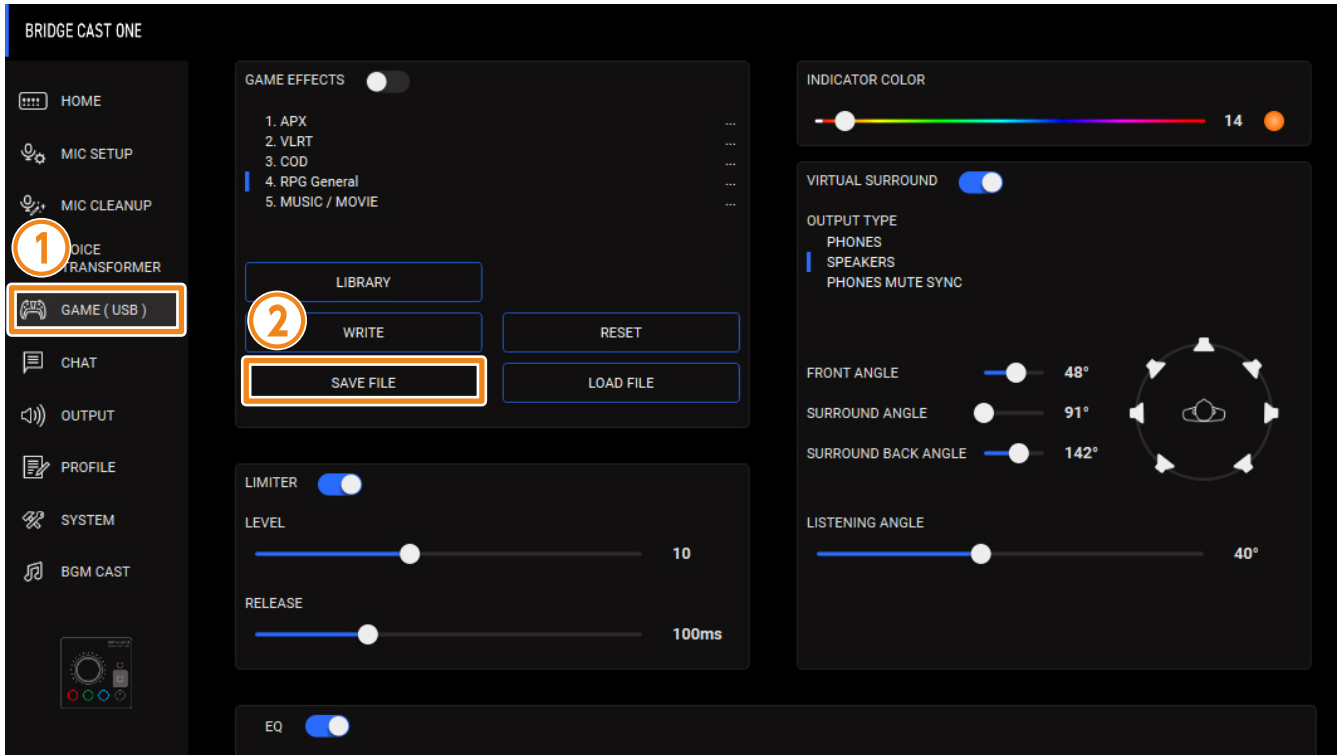 BRIDGE CAST ONE
HOME
MIC SETUP
MIC CLEANUP
1
OICE
TRANSFORMER
GAME ( USB )
CHAT
OUTPUT
PROFILE
SYSTEM
BGM CAST
GAME EFFECTS
1. APX ...
2. VLRT ...
3. COD ...
4. RPG General ...
5. MUSIC / MOVIE ...
LIBRARY
2
WRITE
RESET
SAVE FILE
LOAD FILE
LIMITER
LEVEL
10
RELEASE
100ms
EQ
INDICATOR COLOR
14
VIRTUAL SURROUND
OUTPUT TYPE
PHONES
SPEAKERS
PHONES MUTE SYNC
FRONT ANGLE 48°
SURROUND ANGLE 91°
SURROUND BACK ANGLE 142°
LISTENING ANGLE
40°